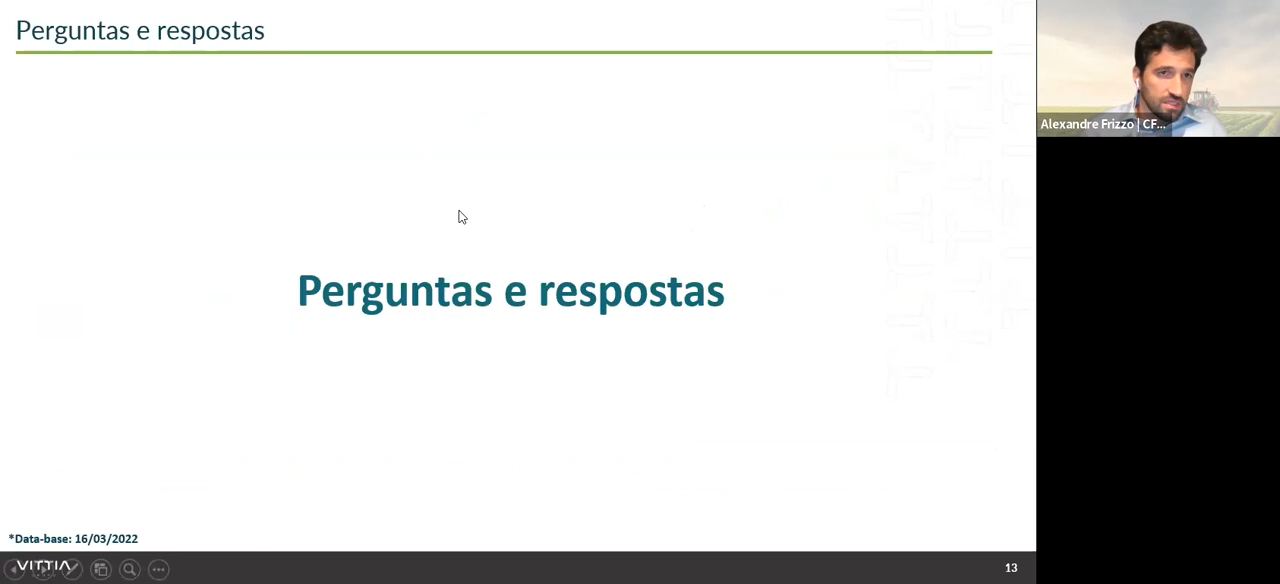 Perguntas e respostas
Alexandre Frizzo | CF...
Perguntas e respostas
*Data-base: 16/03/2022
VITTIA
13